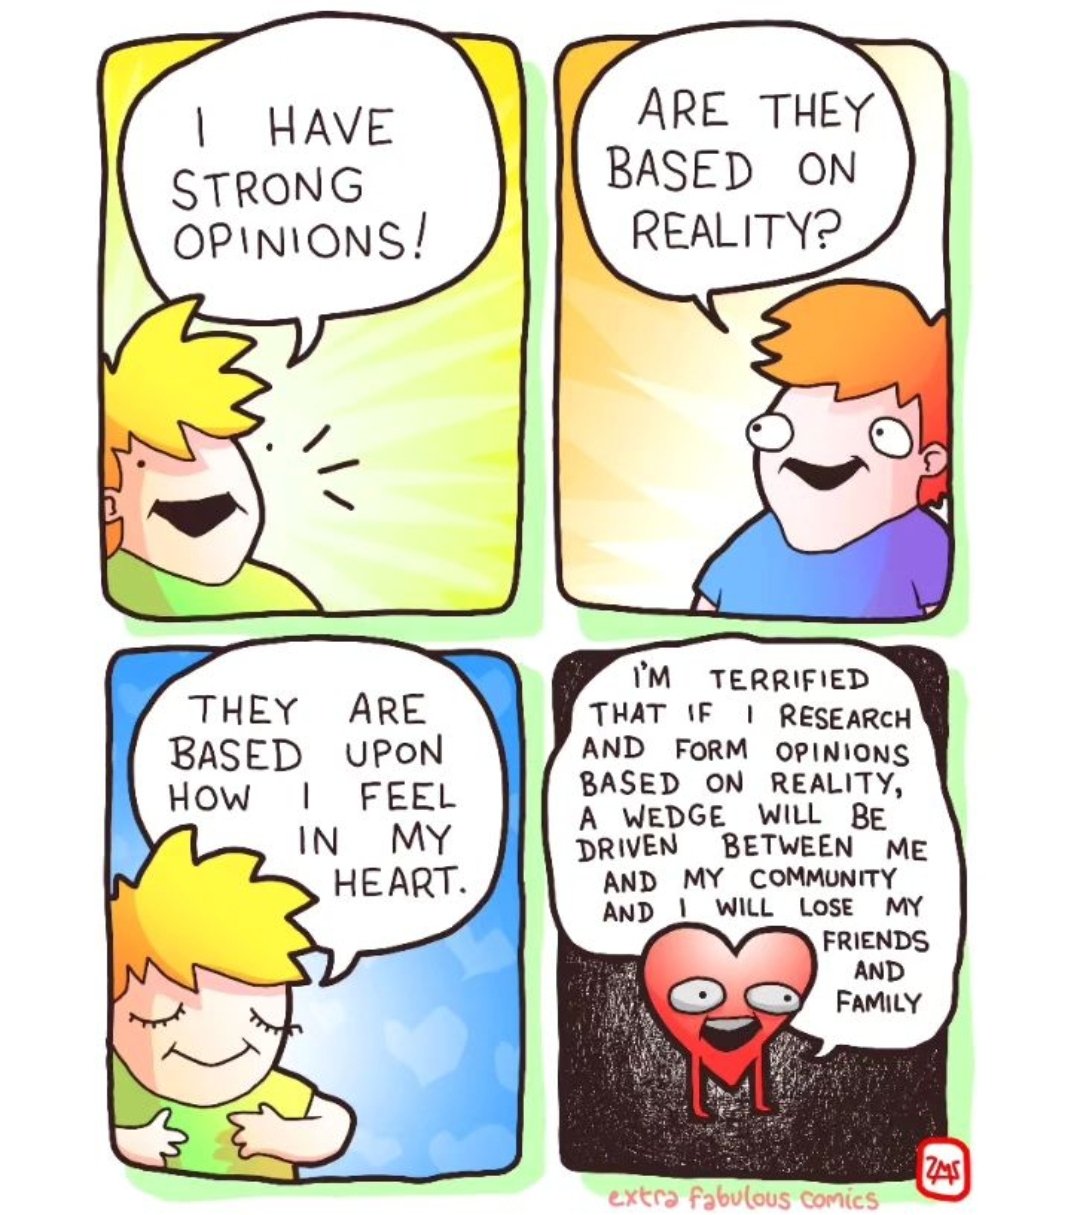 I HAVE
STRONG
OPINIONS!
ARE THEY
BASED ON
REALITY?
THEY ARE
BASED UPON
HOW I FEEL
IN MY
HEART.
I'M TERRIFIED
THAT IF I RESEARCH
AND FORM OPINIONS
BASED ON REALITY,
A WEDGE WILL BE
DRIVEN BETWEEN ME
AND MY COMMUNITY
AND I WILL LOSE MY
FRIENDS
AND
FAMILY
extra fabulous comics